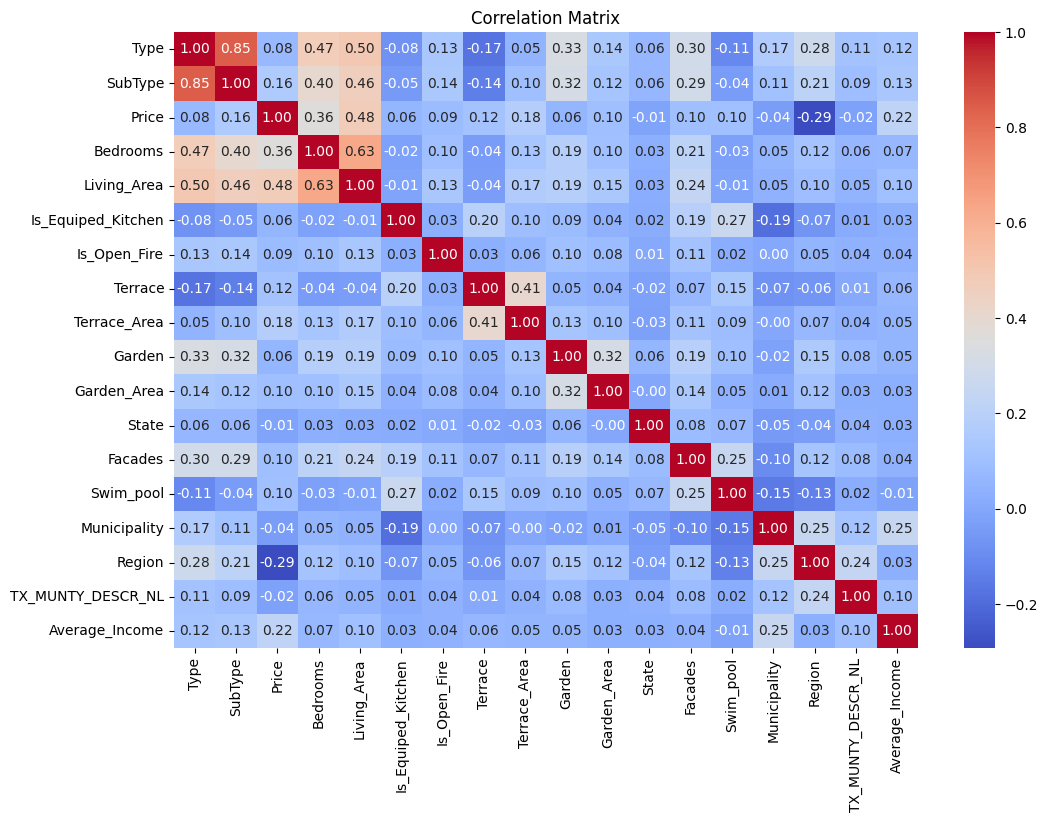 Correlation Matrix
Type 1.00 0.85 0.08 0.47 0.50 -0.08 0.13 -0.17 0.05 0.33 0.14 0.06 0.30 -0.11 0.17 0.28 0.11 0.12
SubType 0.85 1.00 0.16 0.40 0.46 -0.05 0.14 -0.14 0.10 0.32 0.12 0.06 0.29 -0.04 0.11 0.21 0.09 0.13
Price 0.08 0.16 1.00 0.36 0.48 0.06 0.09 0.12 0.18 0.06 0.10 -0.01 0.10 0.10 -0.04 -0.29 -0.02 0.22
Bedrooms 0.47 0.40 0.36 1.00 0.63 -0.02 0.10 -0.04 0.13 0.19 0.10 0.03 0.21 -0.03 0.05 0.12 0.06 0.07
Living_Area 0.50 0.46 0.48 0.63 1.00 -0.01 0.13 -0.04 0.17 0.19 0.15 0.03 0.24 -0.01 0.05 0.10 0.05 0.10
Is_Equiped_Kitchen -0.08 -0.05 0.06 -0.02 -0.01 1.00 0.03 0.20 0.10 0.09 0.04 0.02 0.19 0.27 -0.19 -0.07 0.01 0.03
Is_Open_Fire 0.13 0.14 0.09 0.10 0.13 0.03 1.00 0.03 0.06 0.10 0.08 0.01 0.11 0.02 0.00 0.05 0.04 0.04
Terrace -0.17 -0.14 0.12 -0.04 -0.04 0.20 0.03 1.00 0.41 0.05 0.04 -0.02 0.07 0.15 -0.07 -0.06 0.01 0.06
Terrace_Area 0.05 0.10 0.18 0.13 0.17 0.10 0.06 0.41 1.00 0.13 0.10 -0.03 0.11 0.09 -0.00 0.07 0.04 0.05
Garden 0.33 0.32 0.06 0.19 0.19 0.09 0.10 0.05 0.13 1.00 0.32 0.06 0.19 0.10 -0.02 0.15 0.08 0.05
Garden_Area 0.14 0.12 0.10 0.10 0.15 0.04 0.08 0.04 0.10 0.32 1.00 -0.00 0.14 0.05 0.01 0.12 0.03 0.03
State 0.06 0.06 -0.01 0.03 0.03 0.02 0.01 -0.02 -0.03 0.06 -0.00 1.00 0.08 0.07 -0.05 -0.04 0.04 0.03
Facades 0.30 0.29 0.10 0.21 0.24 0.19 0.11 0.07 0.11 0.19 0.14 0.08 1.00 0.25 -0.10 0.12 0.08 0.04
Swim_pool -0.11 -0.04 0.10 -0.03 -0.01 0.27 0.02 0.15 0.09 0.10 0.05 0.07 0.25 1.00 -0.15 -0.13 0.02 -0.01
Municipality 0.17 0.11 -0.04 0.05 0.05 -0.19 0.00 -0.07 -0.00 -0.02 0.01 -0.05 -0.10 -0.15 1.00 0.25 0.12 0.25
Region 0.28 0.21 -0.29 0.12 0.10 -0.07 0.05 -0.06 0.07 0.15 0.12 -0.04 0.12 -0.13 0.25 1.00 0.24 0.03
TX_MUNTY_DESCR_NL 0.11 0.09 -0.02 0.06 0.05 0.01 0.04 0.01 0.04 0.08 0.03 0.04 0.08 0.02 0.12 0.24 1.00 0.10
Average_Income 0.12 0.13 0.22 0.07 0.10 0.03 0.04 0.06 0.05 0.05 0.03 0.03 0.04 -0.01 0.25 0.03 0.10 1.00
Type
SubType
Price
Bedrooms
Living_Area
Is_Equiped_Kitchen
Is_Open_Fire
Terrace
Terrace_Area
Garden
Garden_Area
State
Facades
Swim_pool
Municipality
Region
TX_MUNTY_DESCR_NL
Average_Income
1.0
0.8
0.6
0.4
0.2
0.0
−0.2